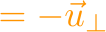 = −u⃗⊥